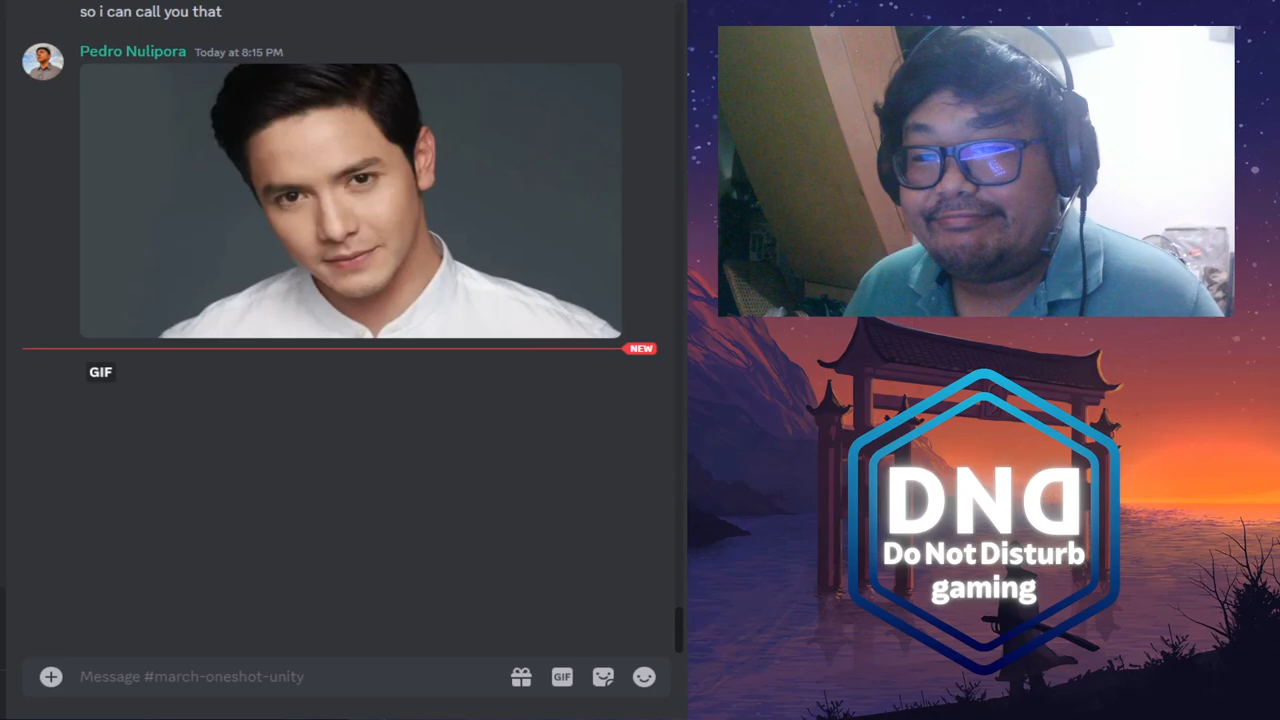 so i can call you that
Pedro Nulipora Today at 8:15 PM
NEW
GIF
Message #march-oneshot-unity
GIF
DND
Do Not Disturb
gaming